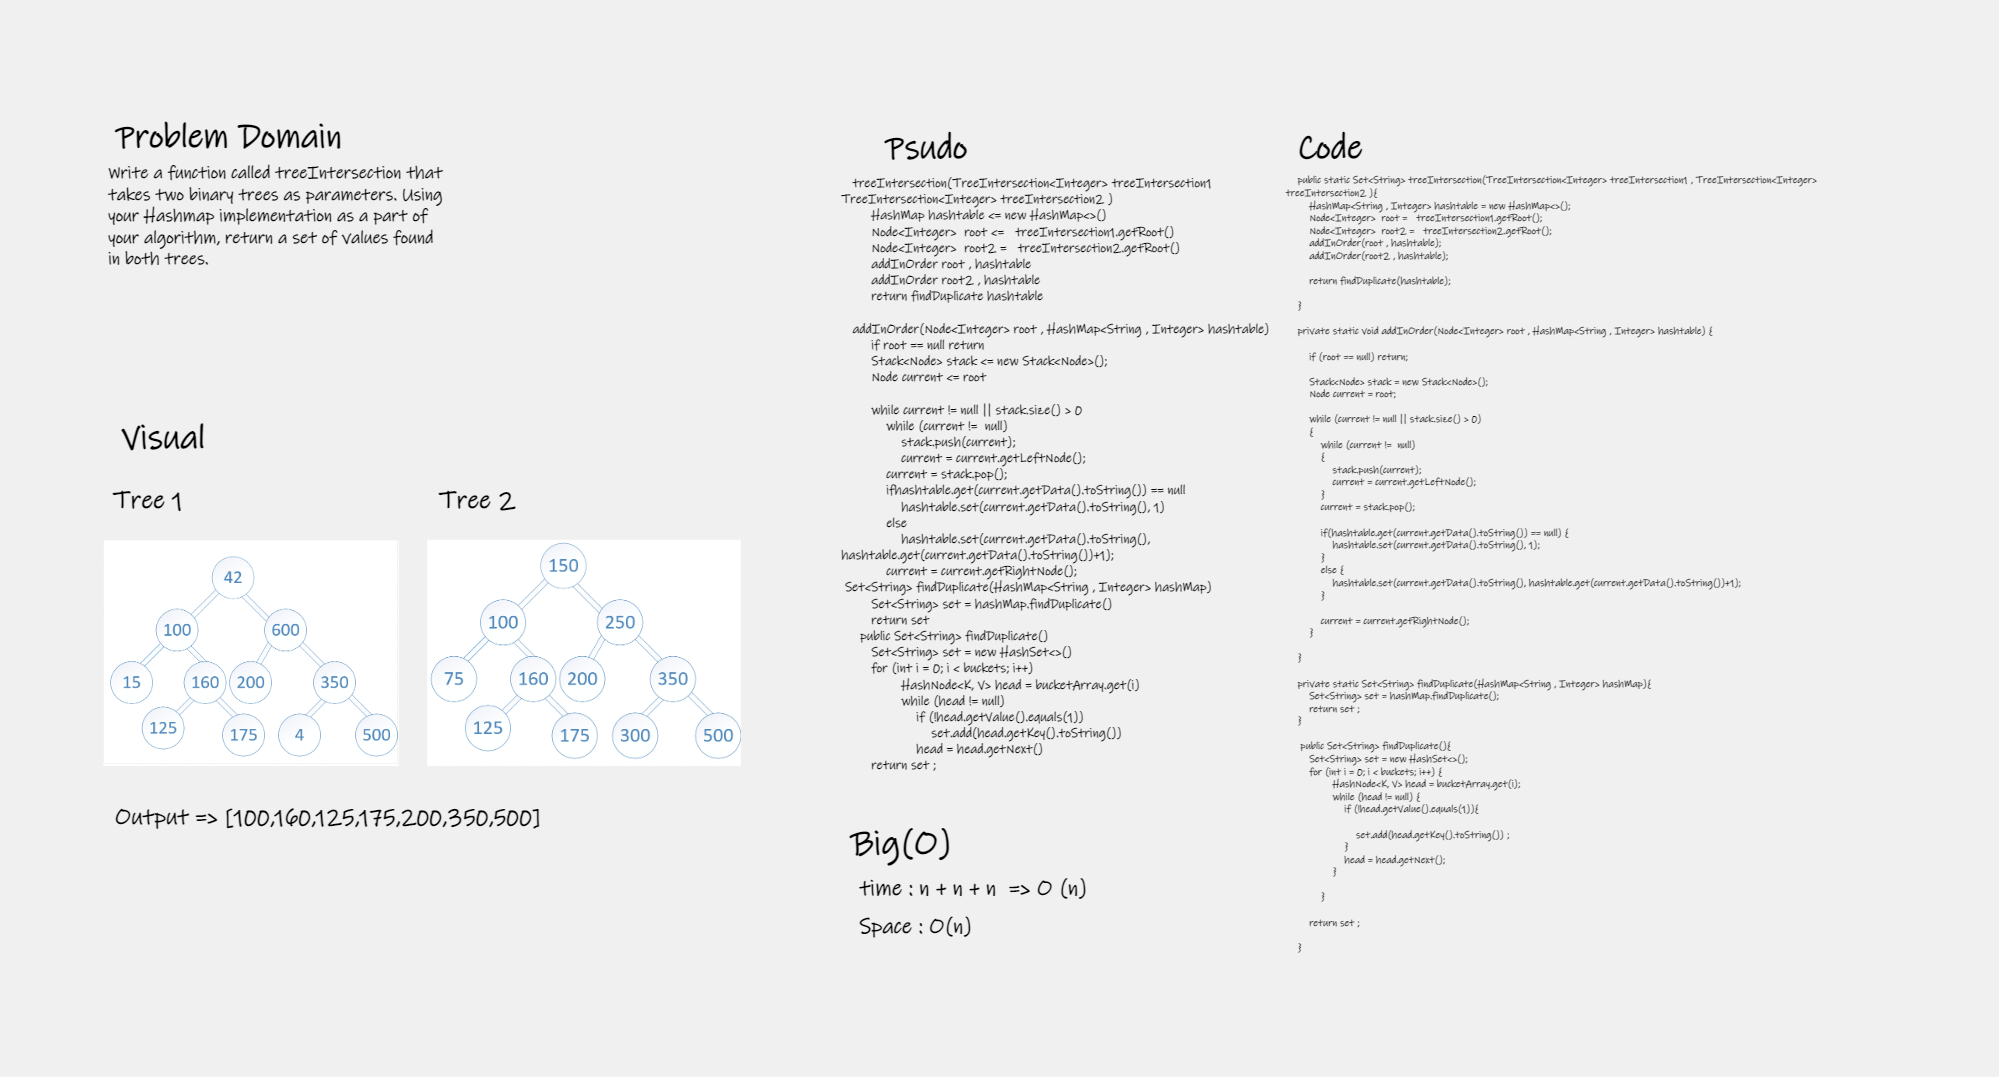 Problem Domain
Write a function called treeIntersection that
takes two binary trees as parameters. Using
your Hashmap implementation as a part of
your algorithm, return a set of values found
in both trees.
Visual
Tree 1
Tree 2
42
100
600
15
160
200
350
125
175
4
500
150
100
250
75
160
200
350
125
175
300
500
Output => [100,160,125,175,200,350,500]
Psudo
treeIntersection(TreeIntersection<Integer> treeIntersection1
TreeIntersection<Integer> treeIntersection2 )
HashMap hashtable <= new HashMap<>()
Node<Integer> root <= treeIntersection1.getRoot()
Node<Integer> root2 = treeIntersection2.getRoot()
addInOrder root , hashtable
addInOrder root2 , hashtable
return findDuplicate hashtable
addInOrder(Node<Integer> root , HashMap<String , Integer> hashtable)
if root == null return
Stack<Node> stack <= new Stack<Node>();
Node current <= root
while current != null || stack.size() > 0
while (current != null)
stack.push(current);
current = current.getLeftNode();
current = stack.pop();
ifhashtable.get(current.getData().toString()) == null
hashtable.set(current.getData().toString(), 1)
else
hashtable.set(current.getData().toString(),
hashtable.get(current.getData().toString())+1);
current = current.getRightNode();
Set<String> findDuplicate(HashMap<String , Integer> hashMap)
Set<String> set = hashMap.findDuplicate()
return set
public Set<String> findDuplicate()
Set<String> set = new HashSet<>()
for (int i = 0; i < buckets; i++)
HashNode<K, V> head = bucketArray.get(i)
while (head != null)
if (!head.getValue().equals(1))
set.add(head.getKey().toString())
head = head.getNext()
return set ;
Big(O)
time : n + n + n => O (n)
Space : O(n)
Code
public static Set<String> treeIntersection(TreeIntersection<Integer> treeIntersection1 , TreeIntersection<Integer>
treeIntersection2 ){
HashMap<String , Integer> hashtable = new HashMap<>();
Node<Integer> root = treeIntersection1.getRoot();
Node<Integer> root2 = treeIntersection2.getRoot();
addInOrder(root , hashtable);
addInOrder(root2 , hashtable);
return findDuplicate(hashtable);
}
private static void addInOrder(Node<Integer> root , HashMap<String , Integer> hashtable) {
if (root == null) return;
Stack<Node> stack = new Stack<Node>();
Node current = root;
while (current != null || stack.size() > 0)
{
while (current != null)
{
stack.push(current);
current = current.getLeftNode();
}
current = stack.pop();
if(hashtable.get(current.getData().toString()) == null) {
hashtable.set(current.getData().toString(), 1);
}
else {
hashtable.set(current.getData().toString(), hashtable.get(current.getData().toString())+1);
}
current = current.getRightNode();
}
}
private static Set<String> findDuplicate(HashMap<String , Integer> hashMap){
Set<String> set = hashMap.findDuplicate();
return set ;
}
public Set<String> findDuplicate(){
Set<String> set = new HashSet<>();
for (int i = 0; i < buckets; i++) {
HashNode<K, V> head = bucketArray.get(i);
while (head != null) {
if (!head.getValue().equals(1)){
set.add(head.getKey().toString()) ;
}
head = head.getNext();
}
}
return set ;
}